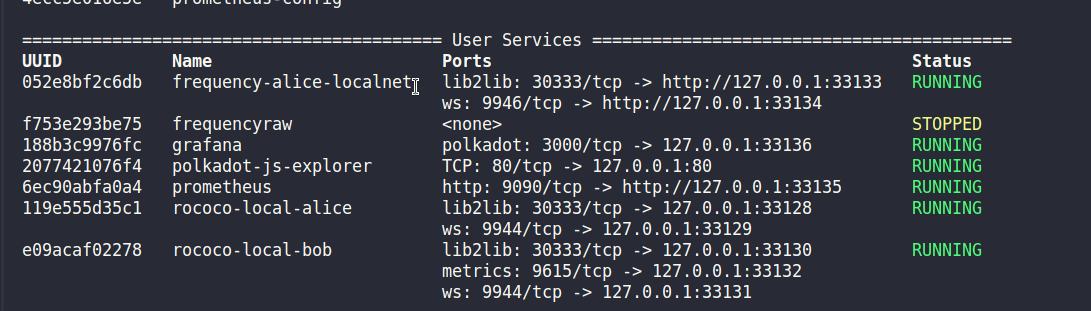 4ecc5e616e5e   prometheus-config
========================================== User Services ==========================================
UUID           Name                       Ports                                          Status
052e8bf2c6db   frequency-alice-localnet   lib2lib: 30333/tcp -> http://127.0.0.1:33133   RUNNING
                                          ws: 9946/tcp -> http://127.0.0.1:33134
f753e293be75   frequencyraw               <none>                                         STOPPED
188b3c9976fc   grafana                    polkadot: 3000/tcp -> 127.0.0.1:33136          RUNNING
2077421076f4   polkadot-js-explorer       TCP: 80/tcp -> 127.0.0.1:80                    RUNNING
6ec90abfa0a4   prometheus                 http: 9090/tcp -> http://127.0.0.1:33135       RUNNING
119e555d35c1   rococo-local-alice         lib2lib: 30333/tcp -> 127.0.0.1:33128          RUNNING
                                          ws: 9944/tcp -> 127.0.0.1:33129
e09acaf02278   rococo-local-bob           lib2lib: 30333/tcp -> 127.0.0.1:33130          RUNNING
                                          metrics: 9615/tcp -> 127.0.0.1:33132
                                          ws: 9944/tcp -> 127.0.0.1:33131